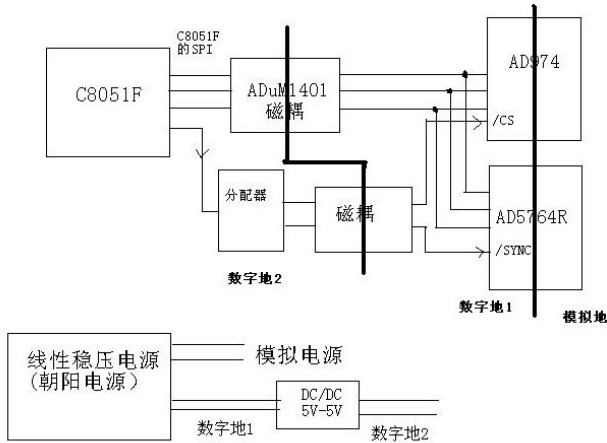 C8051F
的SPI
C8051F
ADuM1401
磁耦
AD974
/CS
分配器
磁耦
AD5764R
/SYNC
数字地2
数字地1
模拟地
线性稳压电源
(朝阳电源)
模拟电源
DC/DC
5V-5V
数字地1
数字地2